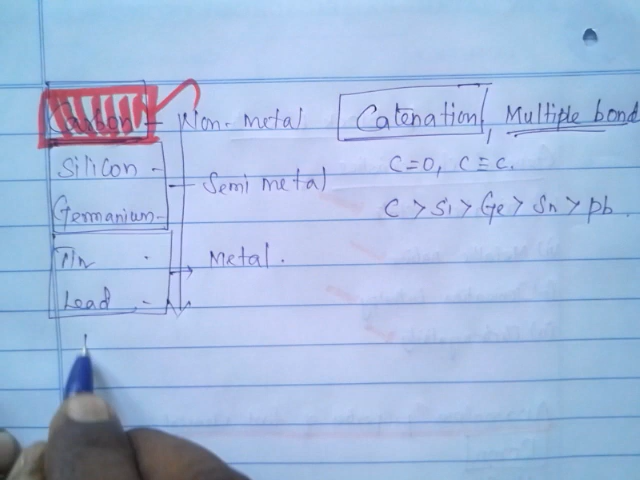 Carbon - Non-metal Catenation, Multiple bond
Silicon - Semi metal C=O, C≡C.
Germanium- C > Si > Ge > Sn > Pb.
Tin - Metal.
Lead -